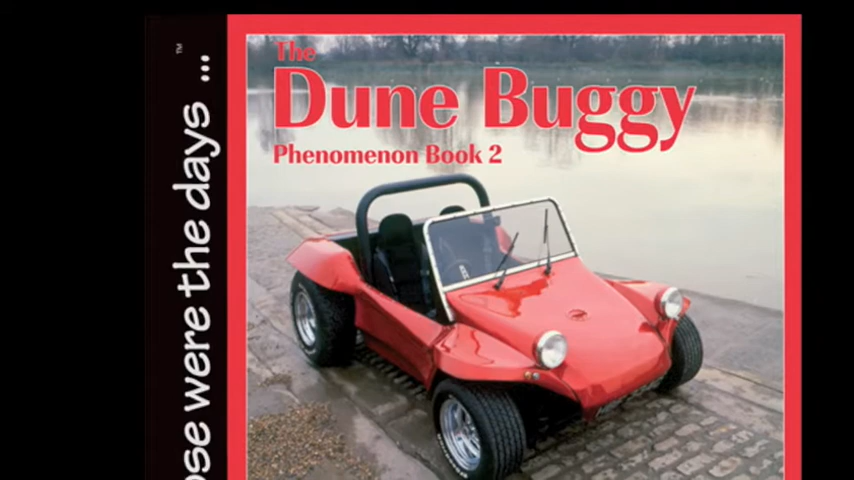 ose were the days ...™
The
Dune Buggy
Phenomenon Book 2